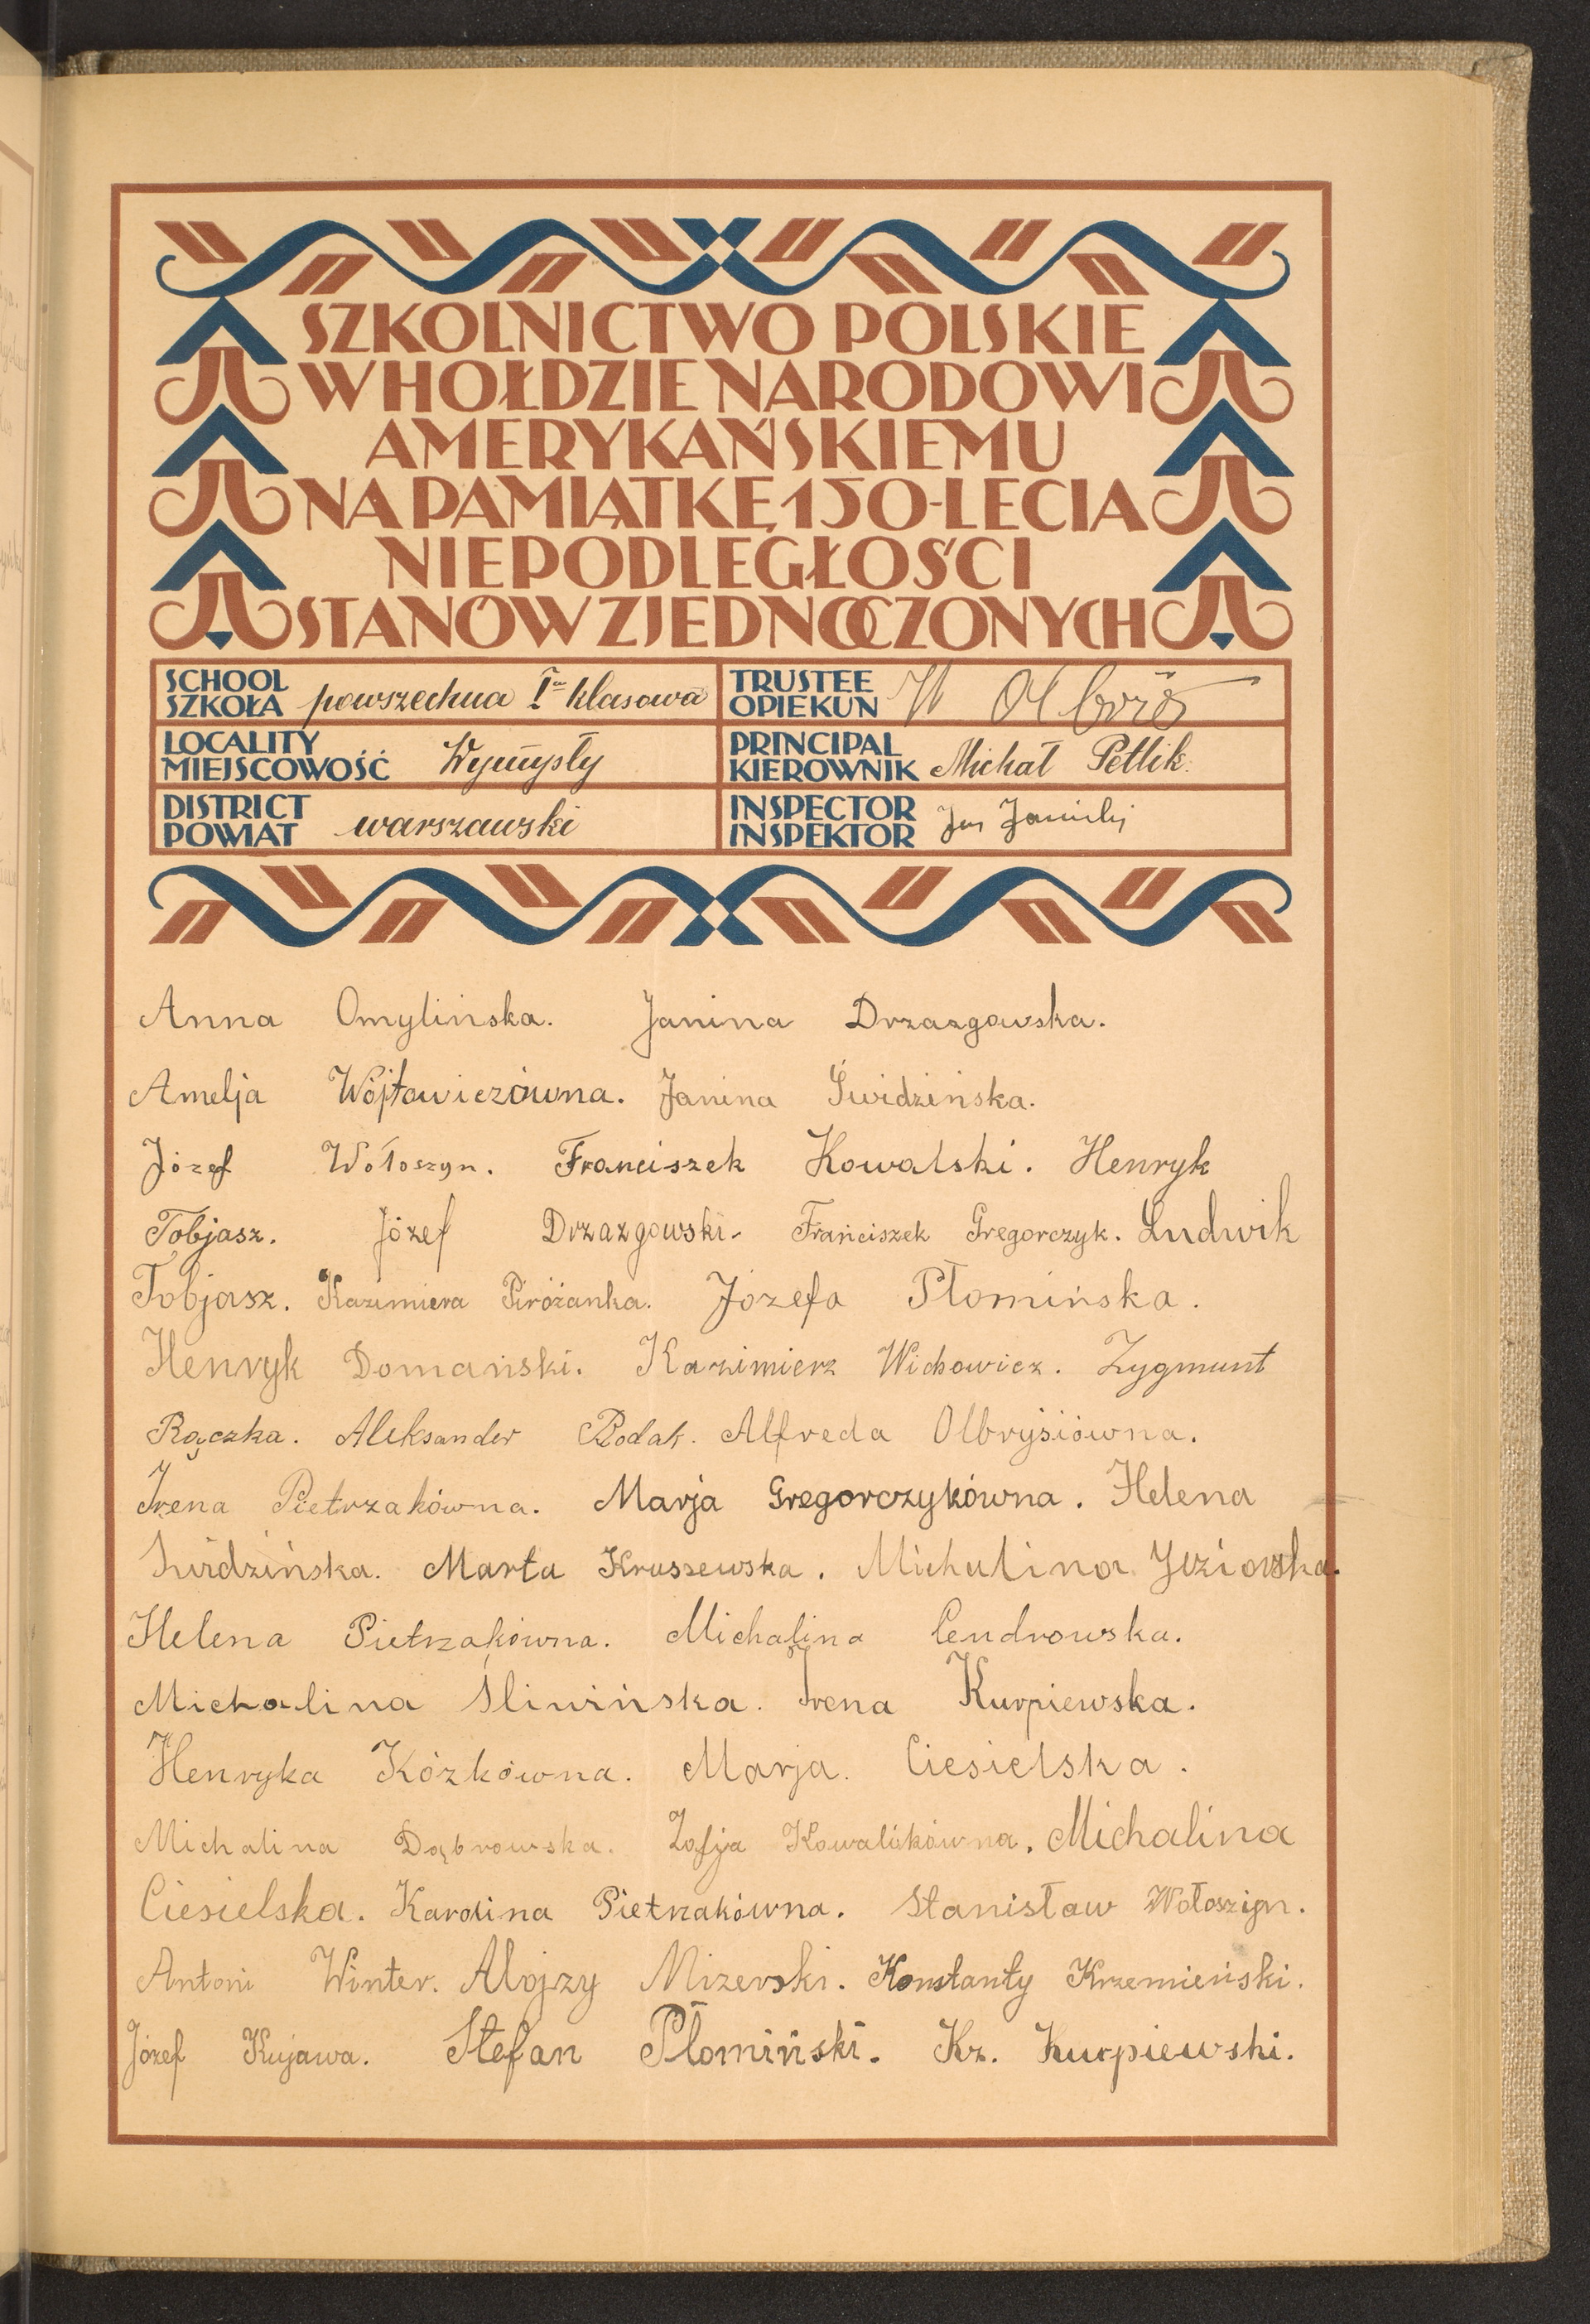 SZKOLNICTWO POLSKIE
W HOŁDZIE NARODOWI
AMERYKAŃSKIEMU
NA PAMIĄTKĘ 150-LECIA
NIEPODLEGŁOŚCI
STANÓW ZJEDNOCZONYCH
SCHOOL
SZKOŁA powszechna I-klasowa
TRUSTEE
OPIEKUN W
LOCALITY
MIEJSCOWOŚĆ Wymysły
PRINCIPAL
KIEROWNIK Michał Petlik.
DISTRICT
POWIAT warszawski
INSPECTOR
INSPEKTOR
Anna Omylińska. Janina Drzazgowska.
Amelja Wójtowiczówna. Janina Świdzińska.
Józef Wołoszyn. Franciszek Kowalski. Henryk
Tobjasz. Józef Drzazgowski. Franciszek Gregorczyk. Ludwik
Tobjasz. Kazimiera Piróżanka. Józefa Płomińska.
Henryk Domański. Kazimierz Wichowicz. Zygmunt
Rączka. Aleksander Rodak. Alfreda Olbrysiówna.
Irena Pietrzakówna. Marja Gregorczykówna. Helena
Świdzińska. Marta Kruszewska. Michalina
Helena Pietrzakówna. Michalina Cendrowska.
Michalina Śliwińska. Irena Kurpiewska.
Henryka Kózkówna. Marja. Ciesielska.
Michalina Dąbrowska. Zofja Kowalikówna. Michalina
Ciesielska. Karolina Pietrzakówna. Stanisław Wołoszyn.
Antoni Winter. Alojzy Mizerski. Konstanty Krzemieński.
Józef Kujawa. Stefan Płomiński. Kz. Kurpiewski.